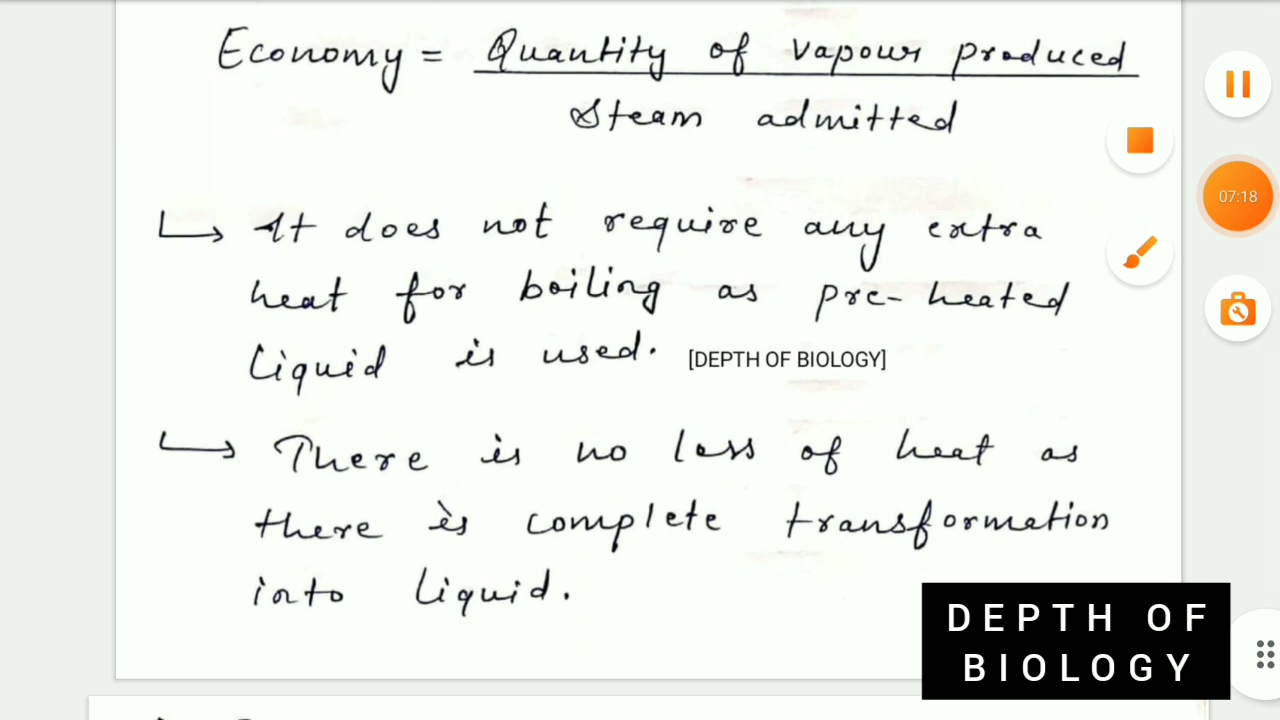 Economy = Quantity of vapour produced
Steam admitted
07:18
It does not require any extra
heat for boiling as pre-heated
liquid is used. [DEPTH OF BIOLOGY]
There is no loss of heat as
there is complete transformation
into liquid.
DEPTH OF
BIOLOGY